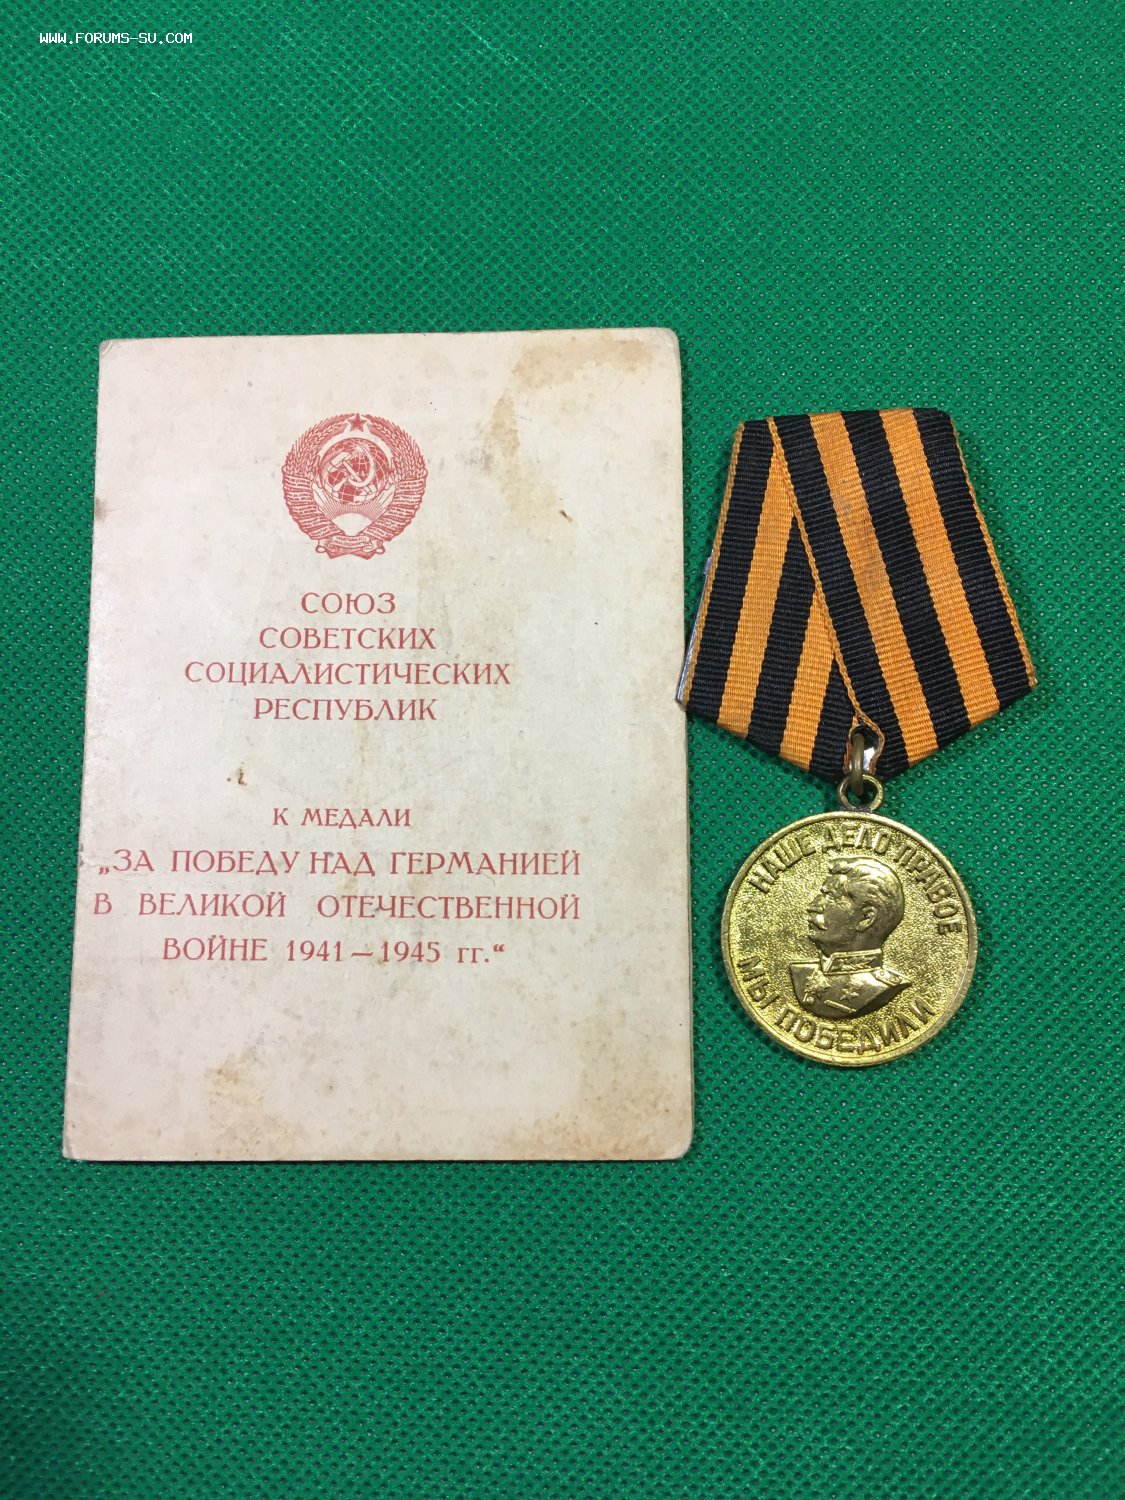 WWW.FORUMS-SU.COM
СОЮЗ
СОВЕТСКИХ
СОЦИАЛИСТИЧЕСКИХ
РЕСПУБЛИК
К МЕДАЛИ
„ЗА ПОБЕДУ НАД ГЕРМАНИЕЙ
В ВЕЛИКОЙ ОТЕЧЕСТВЕННОЙ
ВОЙНЕ 1941—1945 гг.“
НАШЕ ДЕЛО ПРАВОЕ
МЫ ПОБЕДИЛИ